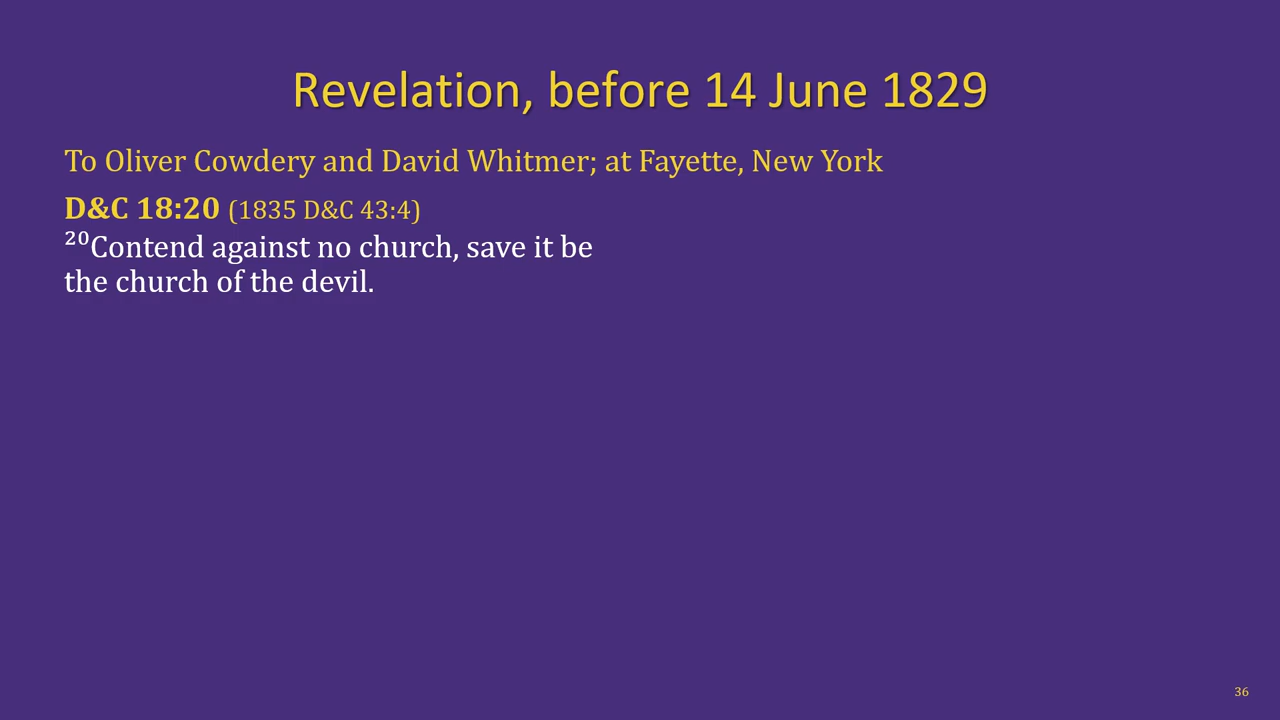 Revelation, before 14 June 1829
To Oliver Cowdery and David Whitmer; at Fayette, New York
D&C 18:20 (1835 D&C 43:4)
²⁰Contend against no church, save it be
the church of the devil.
36